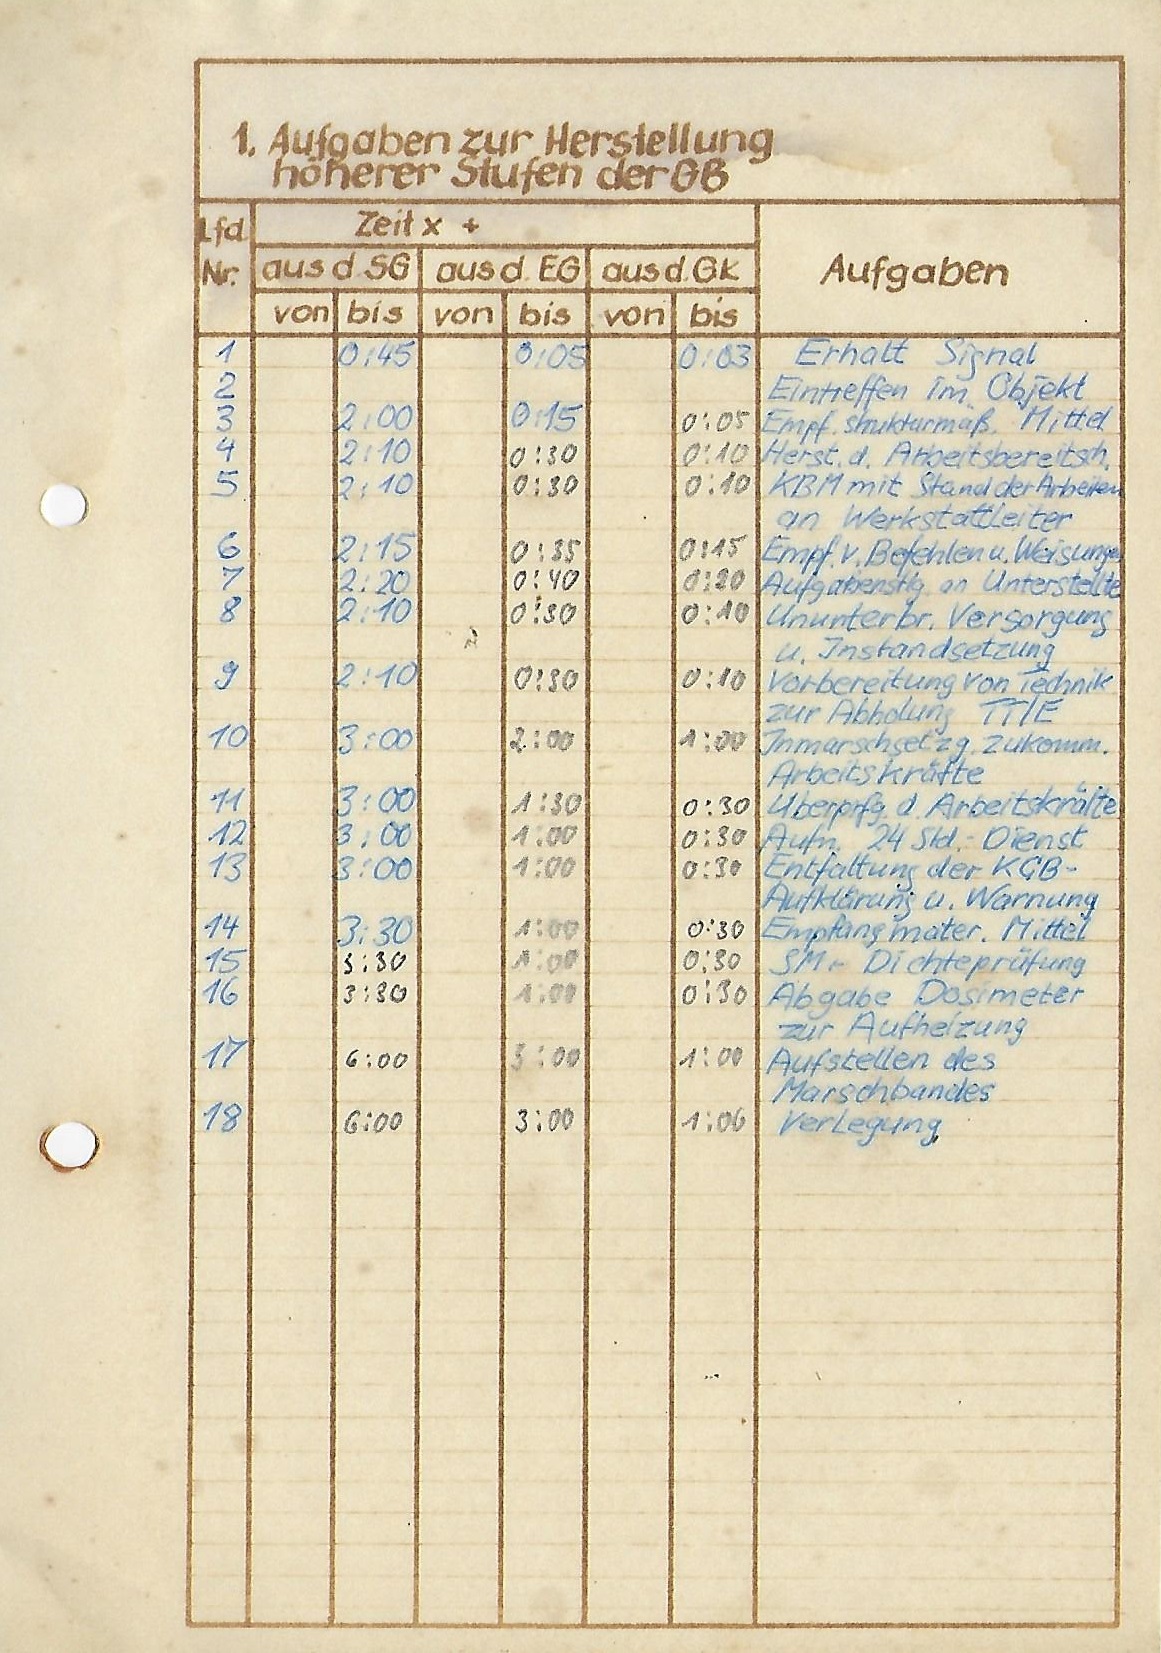 1. Aufgaben zur Herstellung
höherer Stufen der GB
Lfd. Nr.
Zeit x +
aus d. SG aus d. EG aus d. GK
Aufgaben
von bis von bis von bis
1 0:45 0:05 0:03 Erhalt Signal
2 Eintreffen im Objekt
3 2:00 0:15 0:05 Empf. strukturmäß. Mittel
4 2:10 0:30 0:10 Herst. d. Arbeitsbereitsch.
5 2:10 0:30 0:10 KBM mit Stand der Arbeiten
an Werkstattleiter
6 2:15 0:35 0:15 Empf. v. Befehlen u. Weisungen
7 2:20 0:40 0:20 Aufgabenstlg. an Unterstellte
8 2:10 0:30 0:10 Ununterbr. Versorgung
u. Instandsetzung
9 2:10 0:30 0:10 Vorbereitung von Technik
zur Abholung TT/E
10 3:00 2:00 1:00 Inmarschsetzg. zukomm.
Arbeitskräfte
11 3:00 1:30 0:30 Überprfg. d. Arbeitskräfte
12 3:00 1:00 0:30 Aufn. 24 Std.-Dienst
13 3:00 1:00 0:30 Entfaltung der KCB-
Aufklärung u. Warnung
14 3:30 1:00 0:30 Empfang mater. Mittel
15 3:30 1:00 0:30 SM-Dichteprüfung
16 3:30 1:00 0:30 Abgabe Dosimeter
zur Aufheizung
17 6:00 3:00 1:00 Aufstellen des
Marschbandes
18 6:00 3:00 1:06 Verlegung